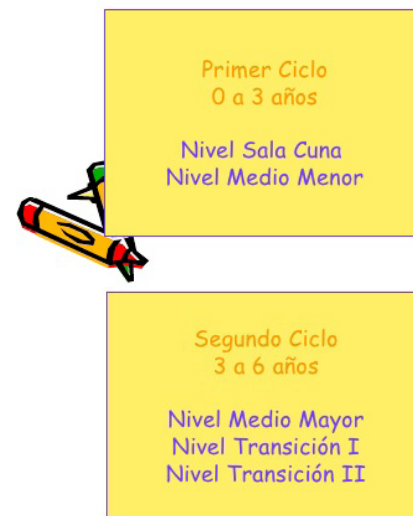 Primer Ciclo
0 a 3 años
Nivel Sala Cuna
Nivel Medio Menor
Segundo Ciclo
3 a 6 años
Nivel Medio Mayor
Nivel Transición I
Nivel Transición II